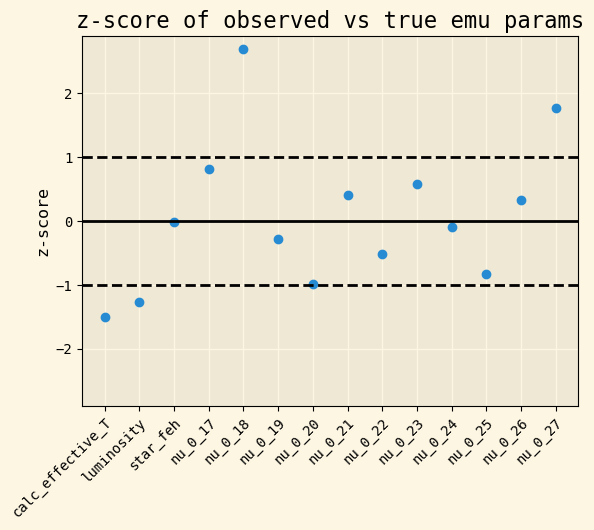 z-score of observed vs true emu params
z-score
2
1
0
−1
−2
calc_effective_T
luminosity
star_feh
nu_0_17
nu_0_18
nu_0_19
nu_0_20
nu_0_21
nu_0_22
nu_0_23
nu_0_24
nu_0_25
nu_0_26
nu_0_27